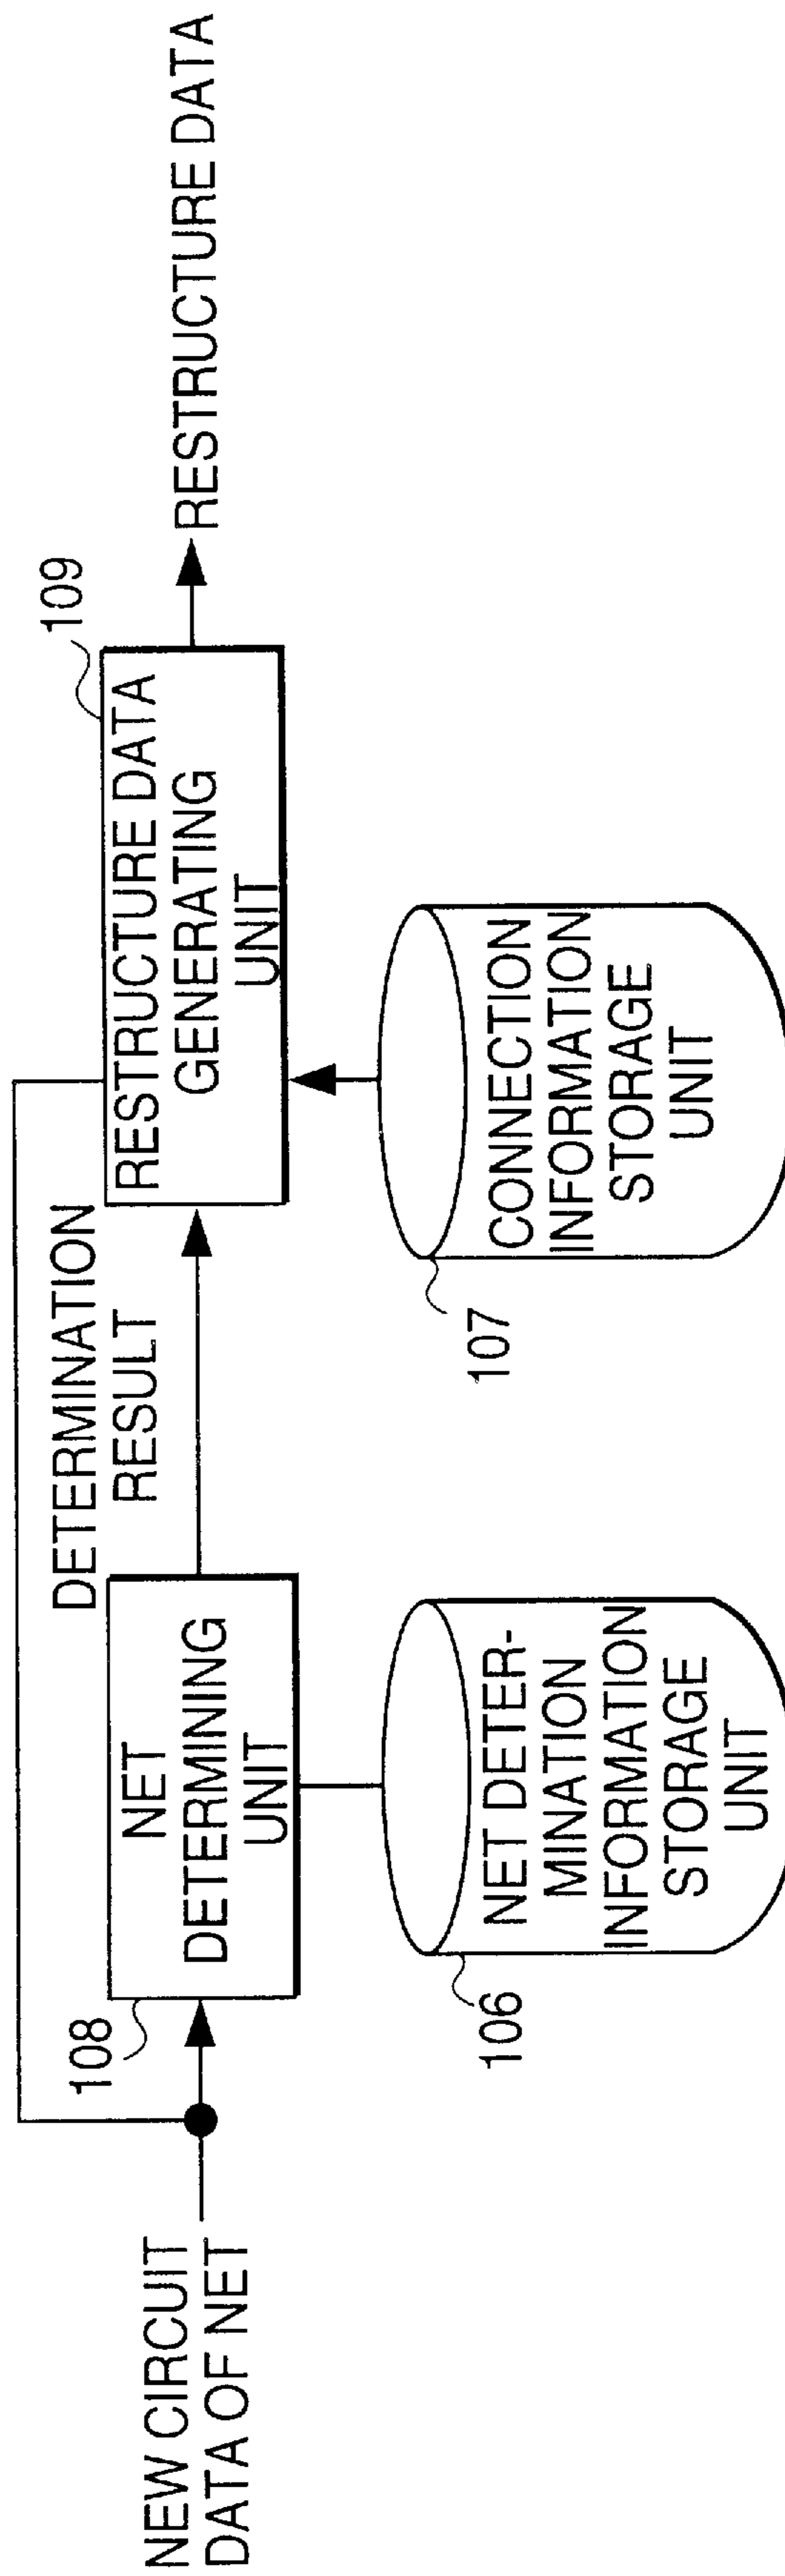 NEW CIRCUIT
DATA OF NET
108
NET
DETERMINING
UNIT
106
NET DETER-
MINATION
INFORMATION
STORAGE
UNIT
DETERMINATION
RESULT
109
RESTRUCTURE DATA
GENERATING
UNIT
107
CONNECTION
INFORMATION
STORAGE
UNIT
RESTRUCTURE DATA